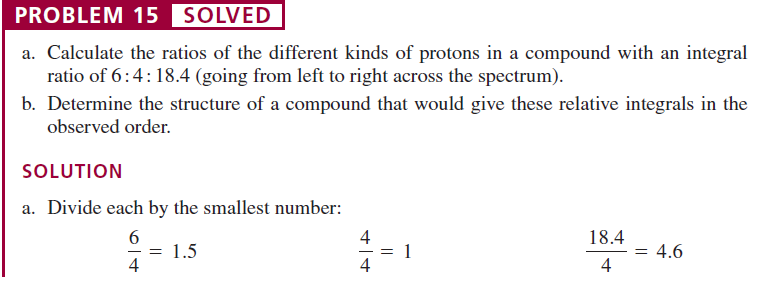 PROBLEM 15 SOLVED
a. Calculate the ratios of the different kinds of protons in a compound with an integral
ratio of 6 : 4 : 18.4 (going from left to right across the spectrum).
b. Determine the structure of a compound that would give these relative integrals in the
observed order.
SOLUTION
a. Divide each by the smallest number:
6/4 = 1.5 4/4 = 1 18.4/4 = 4.6